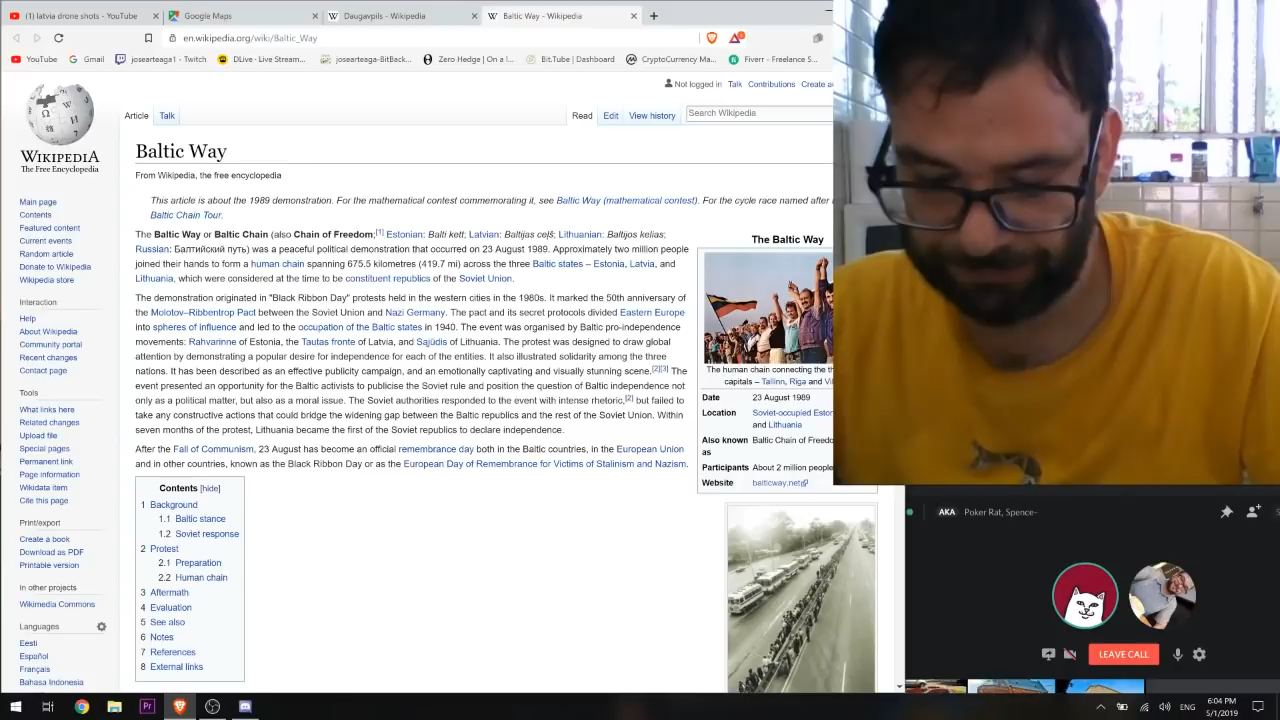 (1) latvia drone shots - YouTube
Google Maps
Daugavpils - Wikipedia
Baltic Way - Wikipedia
en.wikipedia.org/wiki/Baltic_Way
YouTube
Gmail
josearteaga1 - Twitch
DLive - Live Stream...
josearteaga-BitBack...
Zero Hedge | On a l...
Bit.Tube | Dashboard
CryptoCurrency Ma...
Fiverr - Freelance S...
Not logged in Talk Contributions Create a
Article Talk
Read Edit View history
Search Wikipedia
WIKIPEDIA
The Free Encyclopedia
Main page
Contents
Featured content
Current events
Random article
Donate to Wikipedia
Wikipedia store
Interaction
Help
About Wikipedia
Community portal
Recent changes
Contact page
Tools
What links here
Related changes
Upload file
Special pages
Permanent link
Page information
Wikidata item
Cite this page
Print/export
Create a book
Download as PDF
Printable version
In other projects
Wikimedia Commons
Languages
Eesti
Español
Français
Bahasa Indonesia
Baltic Way
From Wikipedia, the free encyclopedia
This article is about the 1989 demonstration. For the mathematical contest commemorating it, see Baltic Way (mathematical contest). For the cycle race named after
Baltic Chain Tour.
The Baltic Way or Baltic Chain (also Chain of Freedom;[1] Estonian: Balti kett; Latvian: Baltijas ceļš; Lithuanian: Baltijos kelias;
Russian: Балтийский путь) was a peaceful political demonstration that occurred on 23 August 1989. Approximately two million people
joined their hands to form a human chain spanning 675.5 kilometres (419.7 mi) across the three Baltic states – Estonia, Latvia, and
Lithuania, which were considered at the time to be constituent republics of the Soviet Union.
The demonstration originated in "Black Ribbon Day" protests held in the western cities in the 1980s. It marked the 50th anniversary of
the Molotov–Ribbentrop Pact between the Soviet Union and Nazi Germany. The pact and its secret protocols divided Eastern Europe
into spheres of influence and led to the occupation of the Baltic states in 1940. The event was organised by Baltic pro-independence
movements: Rahvarinne of Estonia, the Tautas fronte of Latvia, and Sąjūdis of Lithuania. The protest was designed to draw global
attention by demonstrating a popular desire for independence for each of the entities. It also illustrated solidarity among the three
nations. It has been described as an effective publicity campaign, and an emotionally captivating and visually stunning scene.[2][3] The
event presented an opportunity for the Baltic activists to publicise the Soviet rule and position the question of Baltic independence not
only as a political matter, but also as a moral issue. The Soviet authorities responded to the event with intense rhetoric,[2] but failed to
take any constructive actions that could bridge the widening gap between the Baltic republics and the rest of the Soviet Union. Within
seven months of the protest, Lithuania became the first of the Soviet republics to declare independence.
After the Fall of Communism, 23 August has become an official remembrance day both in the Baltic countries, in the European Union
and in other countries, known as the Black Ribbon Day or as the European Day of Remembrance for Victims of Stalinism and Nazism.
Contents [hide]
1 Background
1.1 Baltic stance
1.2 Soviet response
2 Protest
2.1 Preparation
2.2 Human chain
3 Aftermath
4 Evaluation
5 See also
6 Notes
7 References
8 External links
The Baltic Way
The human chain connecting the th
capitals – Tallinn, Riga and Vil
Date 23 August 1989
Location Soviet-occupied Eston
and Lithuania
Also known Baltic Chain of Freedo
as
Participants About 2 million people
Website balticway.net
AKA Poker Rat, Spence-
LEAVE CALL
6:04 PM
5/1/2019